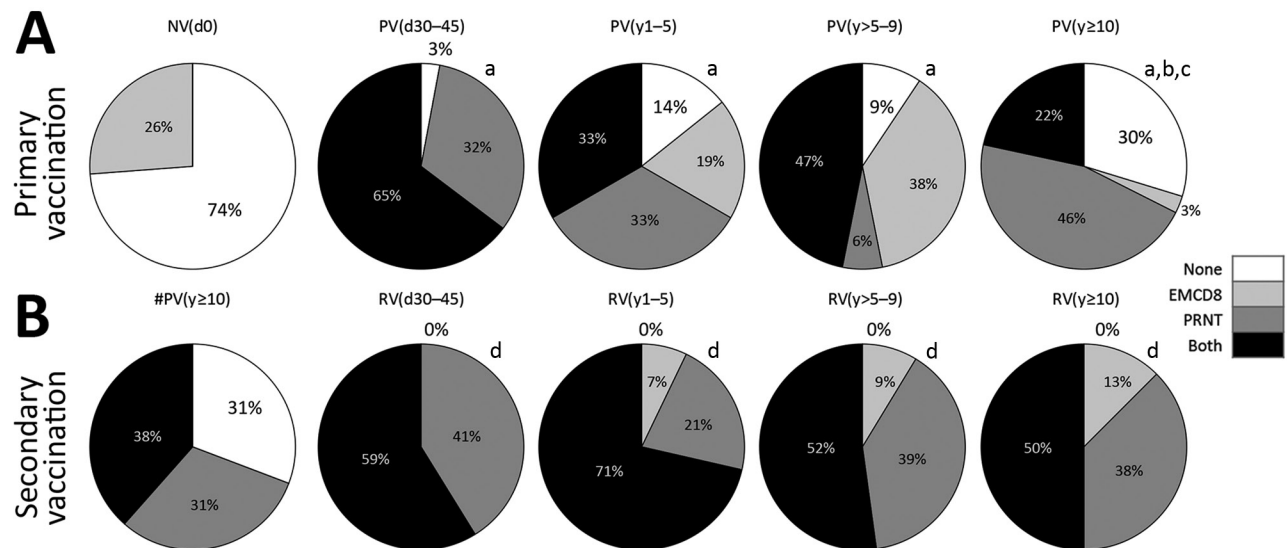 A
Primary
vaccination
NV(d0)
PV(d30–45)
PV(y1–5)
PV(y>5–9)
PV(y≥10)
26%
74%
3%
a
32%
65%
a
14%
19%
33%
33%
a
9%
38%
6%
47%
a,b,c
30%
3%
46%
22%
None
EMCD8
PRNT
Both
B
Secondary
vaccination
#PV(y≥10)
RV(d30–45)
RV(y1–5)
RV(y>5–9)
RV(y≥10)
31%
31%
38%
0%
d
41%
59%
0%
d
7%
21%
71%
0%
d
9%
39%
52%
0%
d
13%
38%
50%